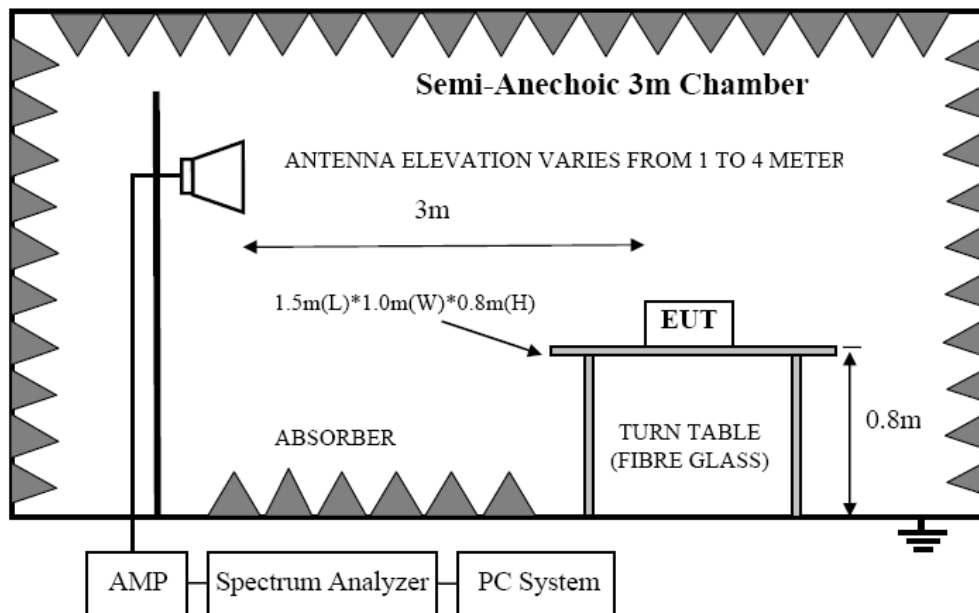 Semi-Anechoic 3m Chamber
ANTENNA ELEVATION VARIES FROM 1 TO 4 METER
3m
1.5m(L)*1.0m(W)*0.8m(H)
EUT
ABSORBER
TURN TABLE
(FIBRE GLASS)
0.8m
AMP
Spectrum Analyzer
PC System